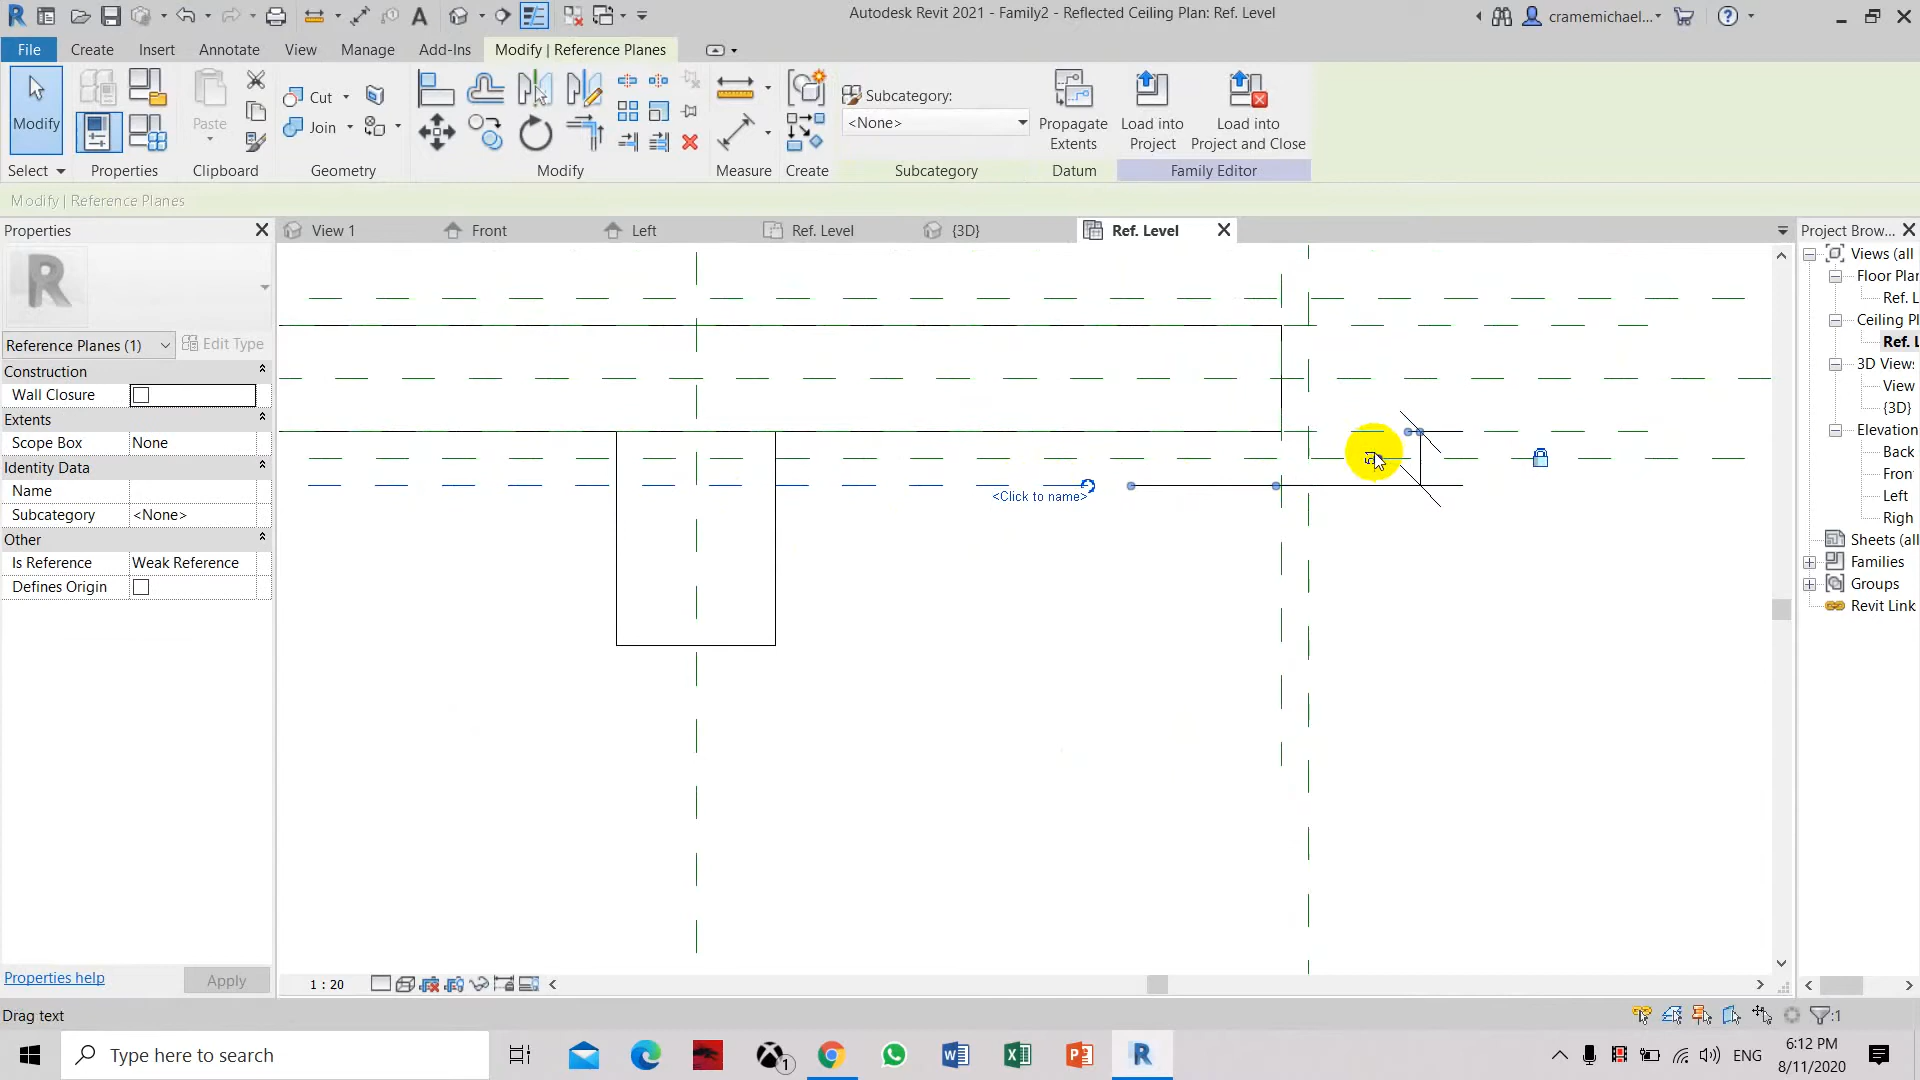 Autodesk Revit 2021 - Family2 - Reflected Ceiling Plan: Ref. Level
cramemichael...
File
Create
Insert
Annotate
View
Manage
Add-Ins
Modify | Reference Planes
Modify
Paste
Cut
Join
Subcategory:
<None>
Propagate
Extents
Load into
Project
Load into
Project and Close
Select
Properties
Clipboard
Geometry
Modify
Measure
Create
Subcategory
Datum
Family Editor
Modify | Reference Planes
Properties
View 1
Front
Left
Ref. Level
{3D}
Ref. Level
Project Brow...
Reference Planes (1)
Edit Type
Construction
Wall Closure
Extents
Scope Box None
Identity Data
Name
Subcategory <None>
Other
Is Reference Weak Reference
Defines Origin
Properties help
Apply
<Click to name>
Views (all
Floor Plan
Ref. L
Ceiling Pl
Ref. L
3D Views
View
{3D}
Elevation
Back
Fron
Left
Righ
Sheets (all
Families
Groups
Revit Link
1 : 20
Drag text
:1
Type here to search
1
ENG
6:12 PM
8/11/2020